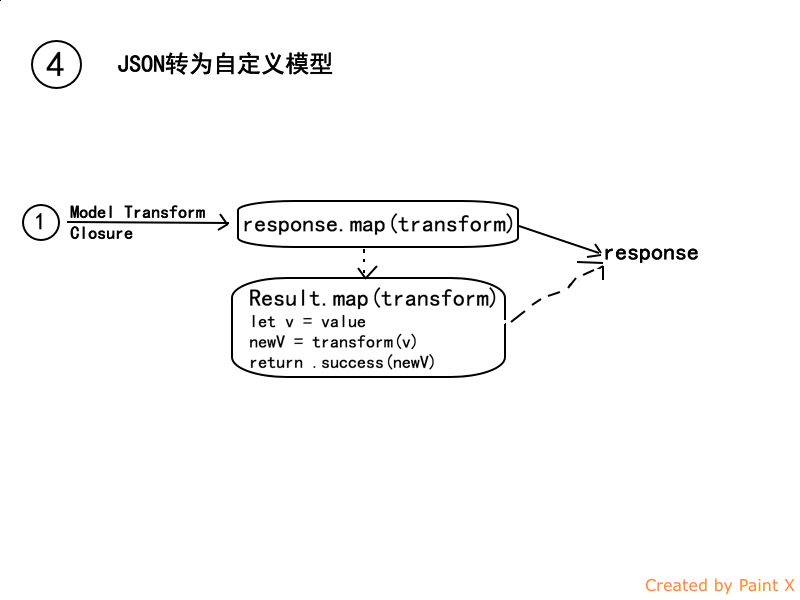 4
JSON转为自定义模型
1
Model Transform
Closure
response.map(transform)
response
Result.map(transform)
let v = value
newV = transform(v)
return .success(newV)
Created by Paint X